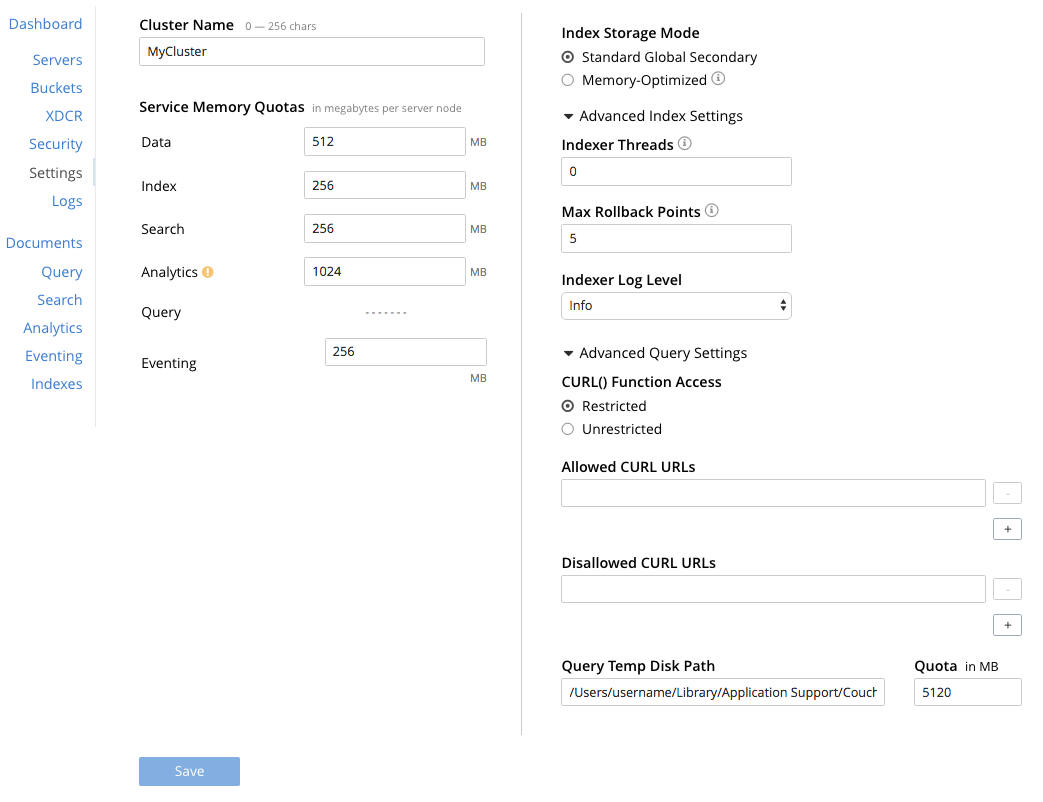 Dashboard
Servers
Buckets
XDCR
Security
Settings
Logs
Documents
Query
Search
Analytics
Eventing
Indexes
Cluster Name 0 — 256 chars
MyCluster
Service Memory Quotas in megabytes per server node
Data 512 MB
Index 256 MB
Search 256 MB
Analytics 1024 MB
Query -------
Eventing 256
MB
Index Storage Mode
Standard Global Secondary
Memory-Optimized
Advanced Index Settings
Indexer Threads
0
Max Rollback Points
5
Indexer Log Level
Info
Advanced Query Settings
CURL() Function Access
Restricted
Unrestricted
Allowed CURL URLs
-
+
Disallowed CURL URLs
-
+
Query Temp Disk Path Quota in MB
/Users/username/Library/Application Support/Couch 5120
Save